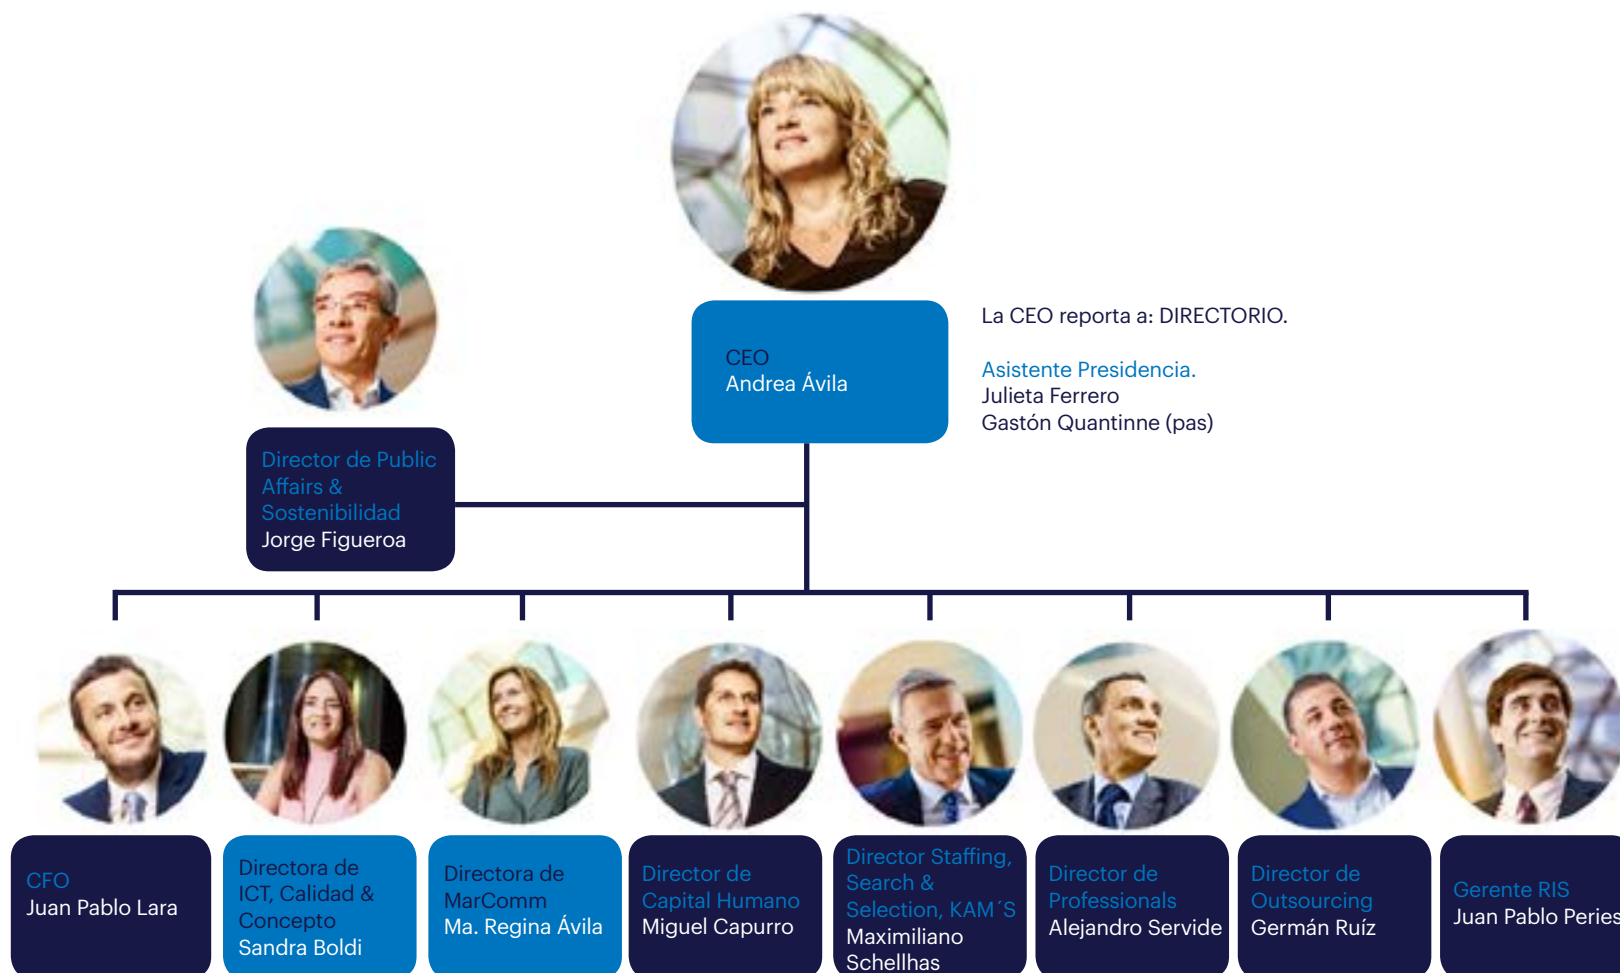 La CEO reporta a: DIRECTORIO.
CEO
Andrea Ávila
Asistente Presidencia.
Julieta Ferrero
Gastón Quantinne (pas)
Director de Public
Affairs &
Sostenibilidad
Jorge Figueroa
CFO
Juan Pablo Lara
Directora de
ICT, Calidad &
Concepto
Sandra Boldi
Directora de
MarComm
Ma. Regina Ávila
Director de
Capital Humano
Miguel Capurro
Director Staffing,
Search &
Selection, KAM´S
Maximiliano
Schellhas
Director de
Professionals
Alejandro Servide
Director de
Outsourcing
Germán Ruíz
Gerente RIS
Juan Pablo Peries